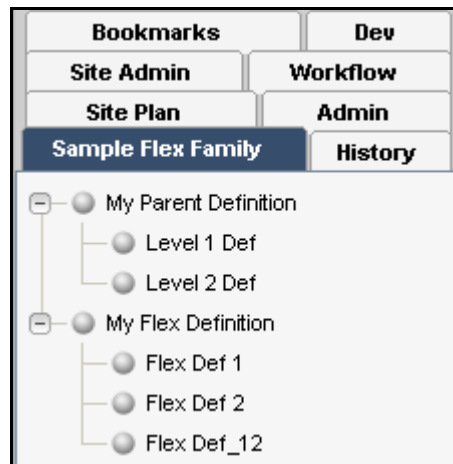 Bookmarks Dev
Site Admin Workflow
Site Plan Admin
Sample Flex Family History
My Parent Definition
Level 1 Def
Level 2 Def
My Flex Definition
Flex Def 1
Flex Def 2
Flex Def_12